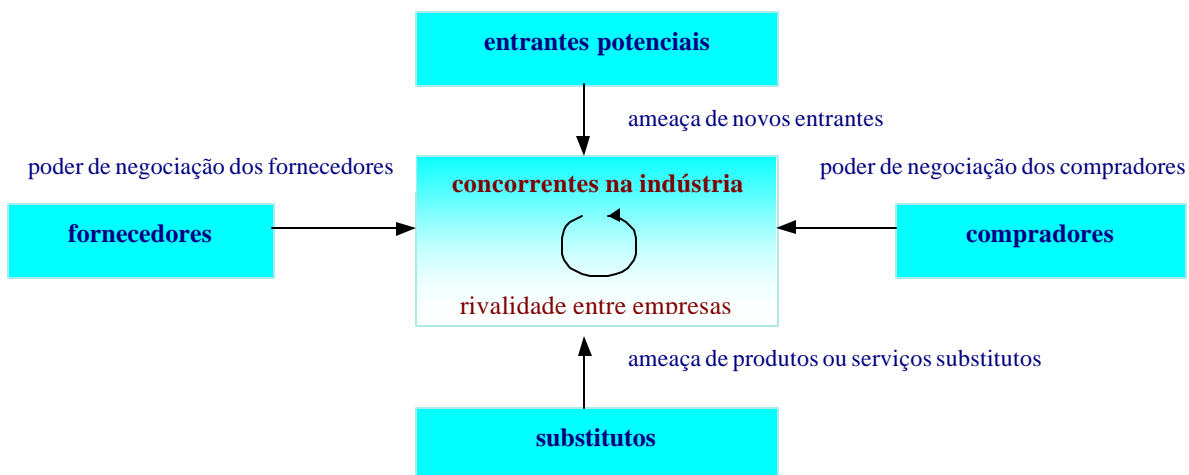 entrantes potenciais
ameaça de novos entrantes
poder de negociação dos fornecedores
poder de negociação dos compradores
concorrentes na indústria
fornecedores
compradores
rivalidade entre empresas
ameaça de produtos ou serviços substitutos
substitutos